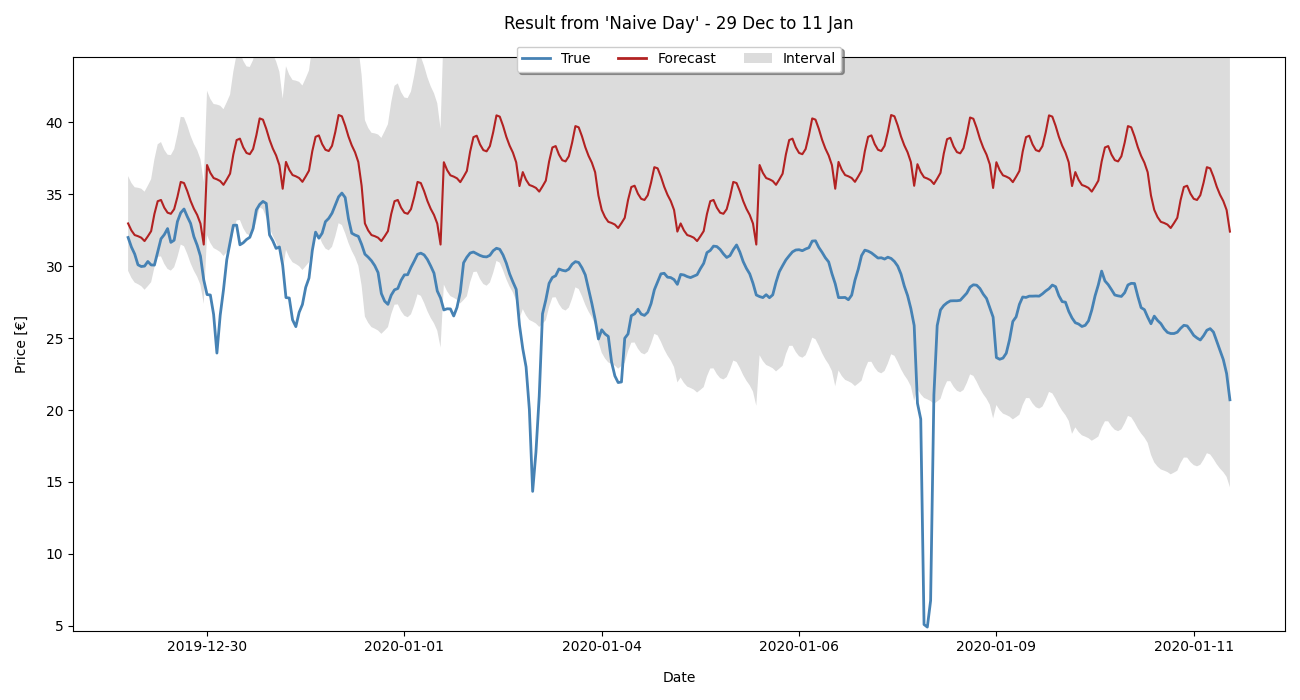 Result from 'Naive Day' - 29 Dec to 11 Jan
True Forecast Interval
Price [€]
40
35
30
25
20
15
10
5
2019-12-30 2020-01-01 2020-01-04 2020-01-06 2020-01-09 2020-01-11
Date